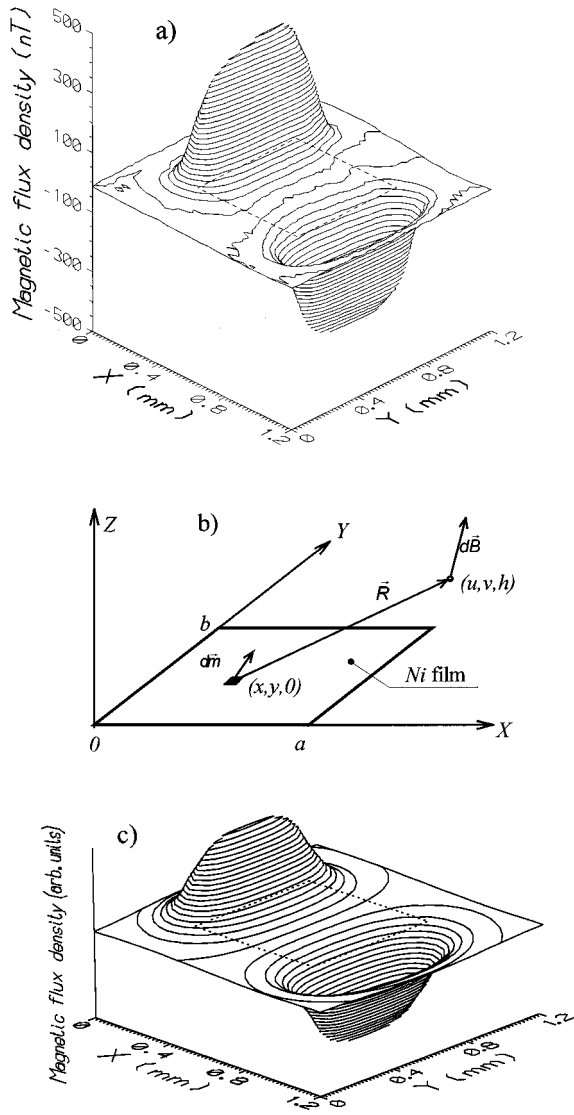 a)
Magnetic flux density (nT)
500
300
100
-100
-300
-500
0
0.4
0.8
1.2
X (mm)
0
0.4
0.8
1.2
Y (mm)
b)
Z
Y
dB⃗
R⃗
(u,v,h)
b
dm⃗
(x,y,0)
Ni film
0
a
X
c)
Magnetic flux density (arb.units)
0
0.4
0.8
1.2
X (mm)
0
0.4
0.8
1.2
Y (mm)